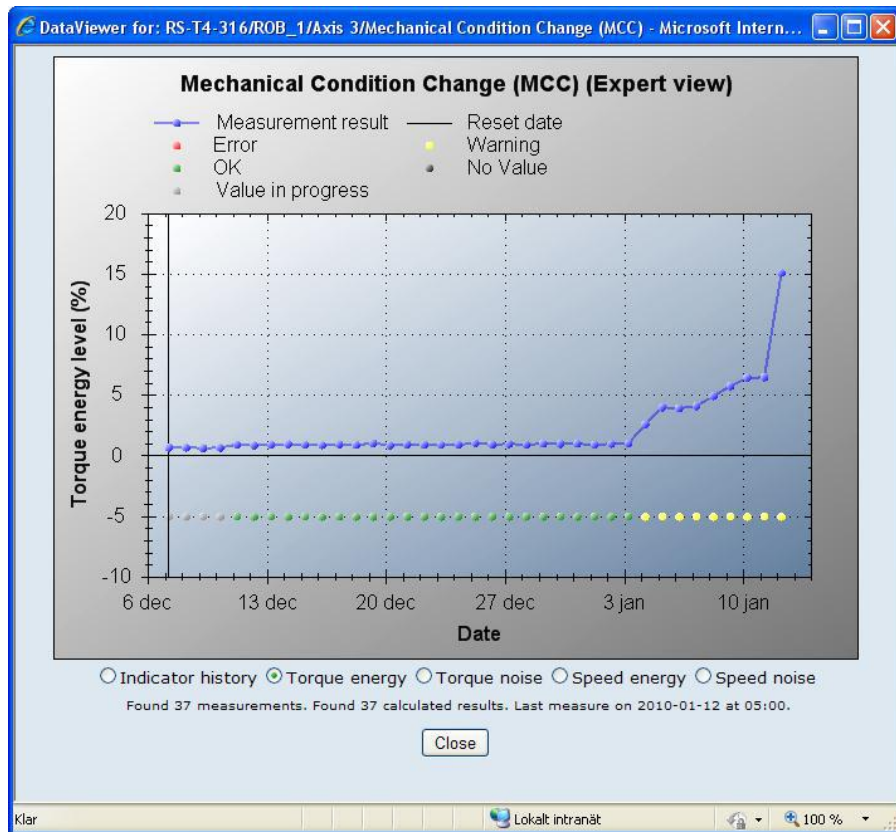 DataViewer for: RS-T4-316/ROB_1/Axis 3/Mechanical Condition Change (MCC) - Microsoft Intern...
Mechanical Condition Change (MCC) (Expert view)
Measurement result Reset date
Error Warning
OK No Value
Value in progress
20
15
10
5
0
-5
-10
Torque energy level (%)
6 dec 13 dec 20 dec 27 dec 3 jan 10 jan
Date
Indicator history Torque energy Torque noise Speed energy Speed noise
Found 37 measurements. Found 37 calculated results. Last measure on 2010-01-12 at 05:00.
Close
Klar Lokalt intranät 100 %